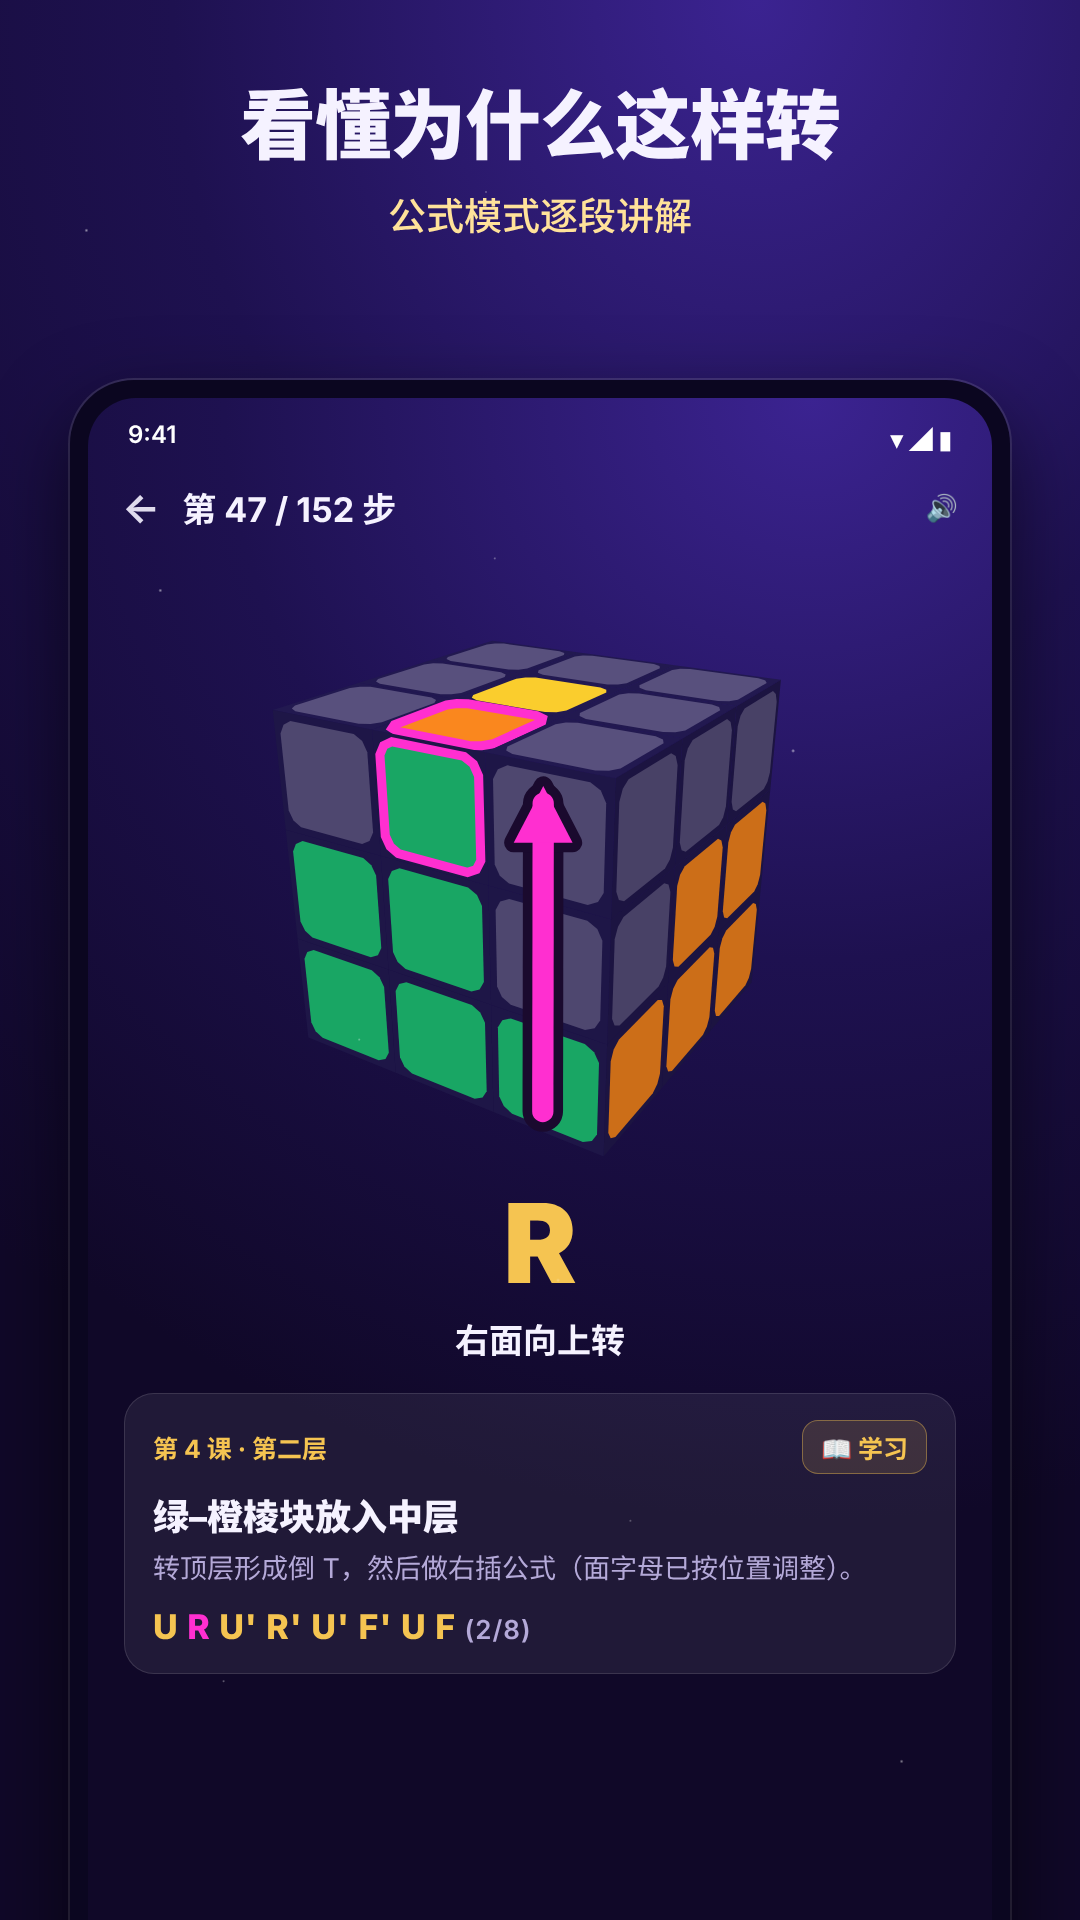 看懂为什么这样转
公式模式逐段讲解
9:41
第 47 / 152 步
R
右面向上转
第 4 课 · 第二层
学习
绿–橙棱块放入中层
转顶层形成倒 T，然后做右插公式（面字母已按位置调整）。
U R U' R' U' F' U F (2/8)